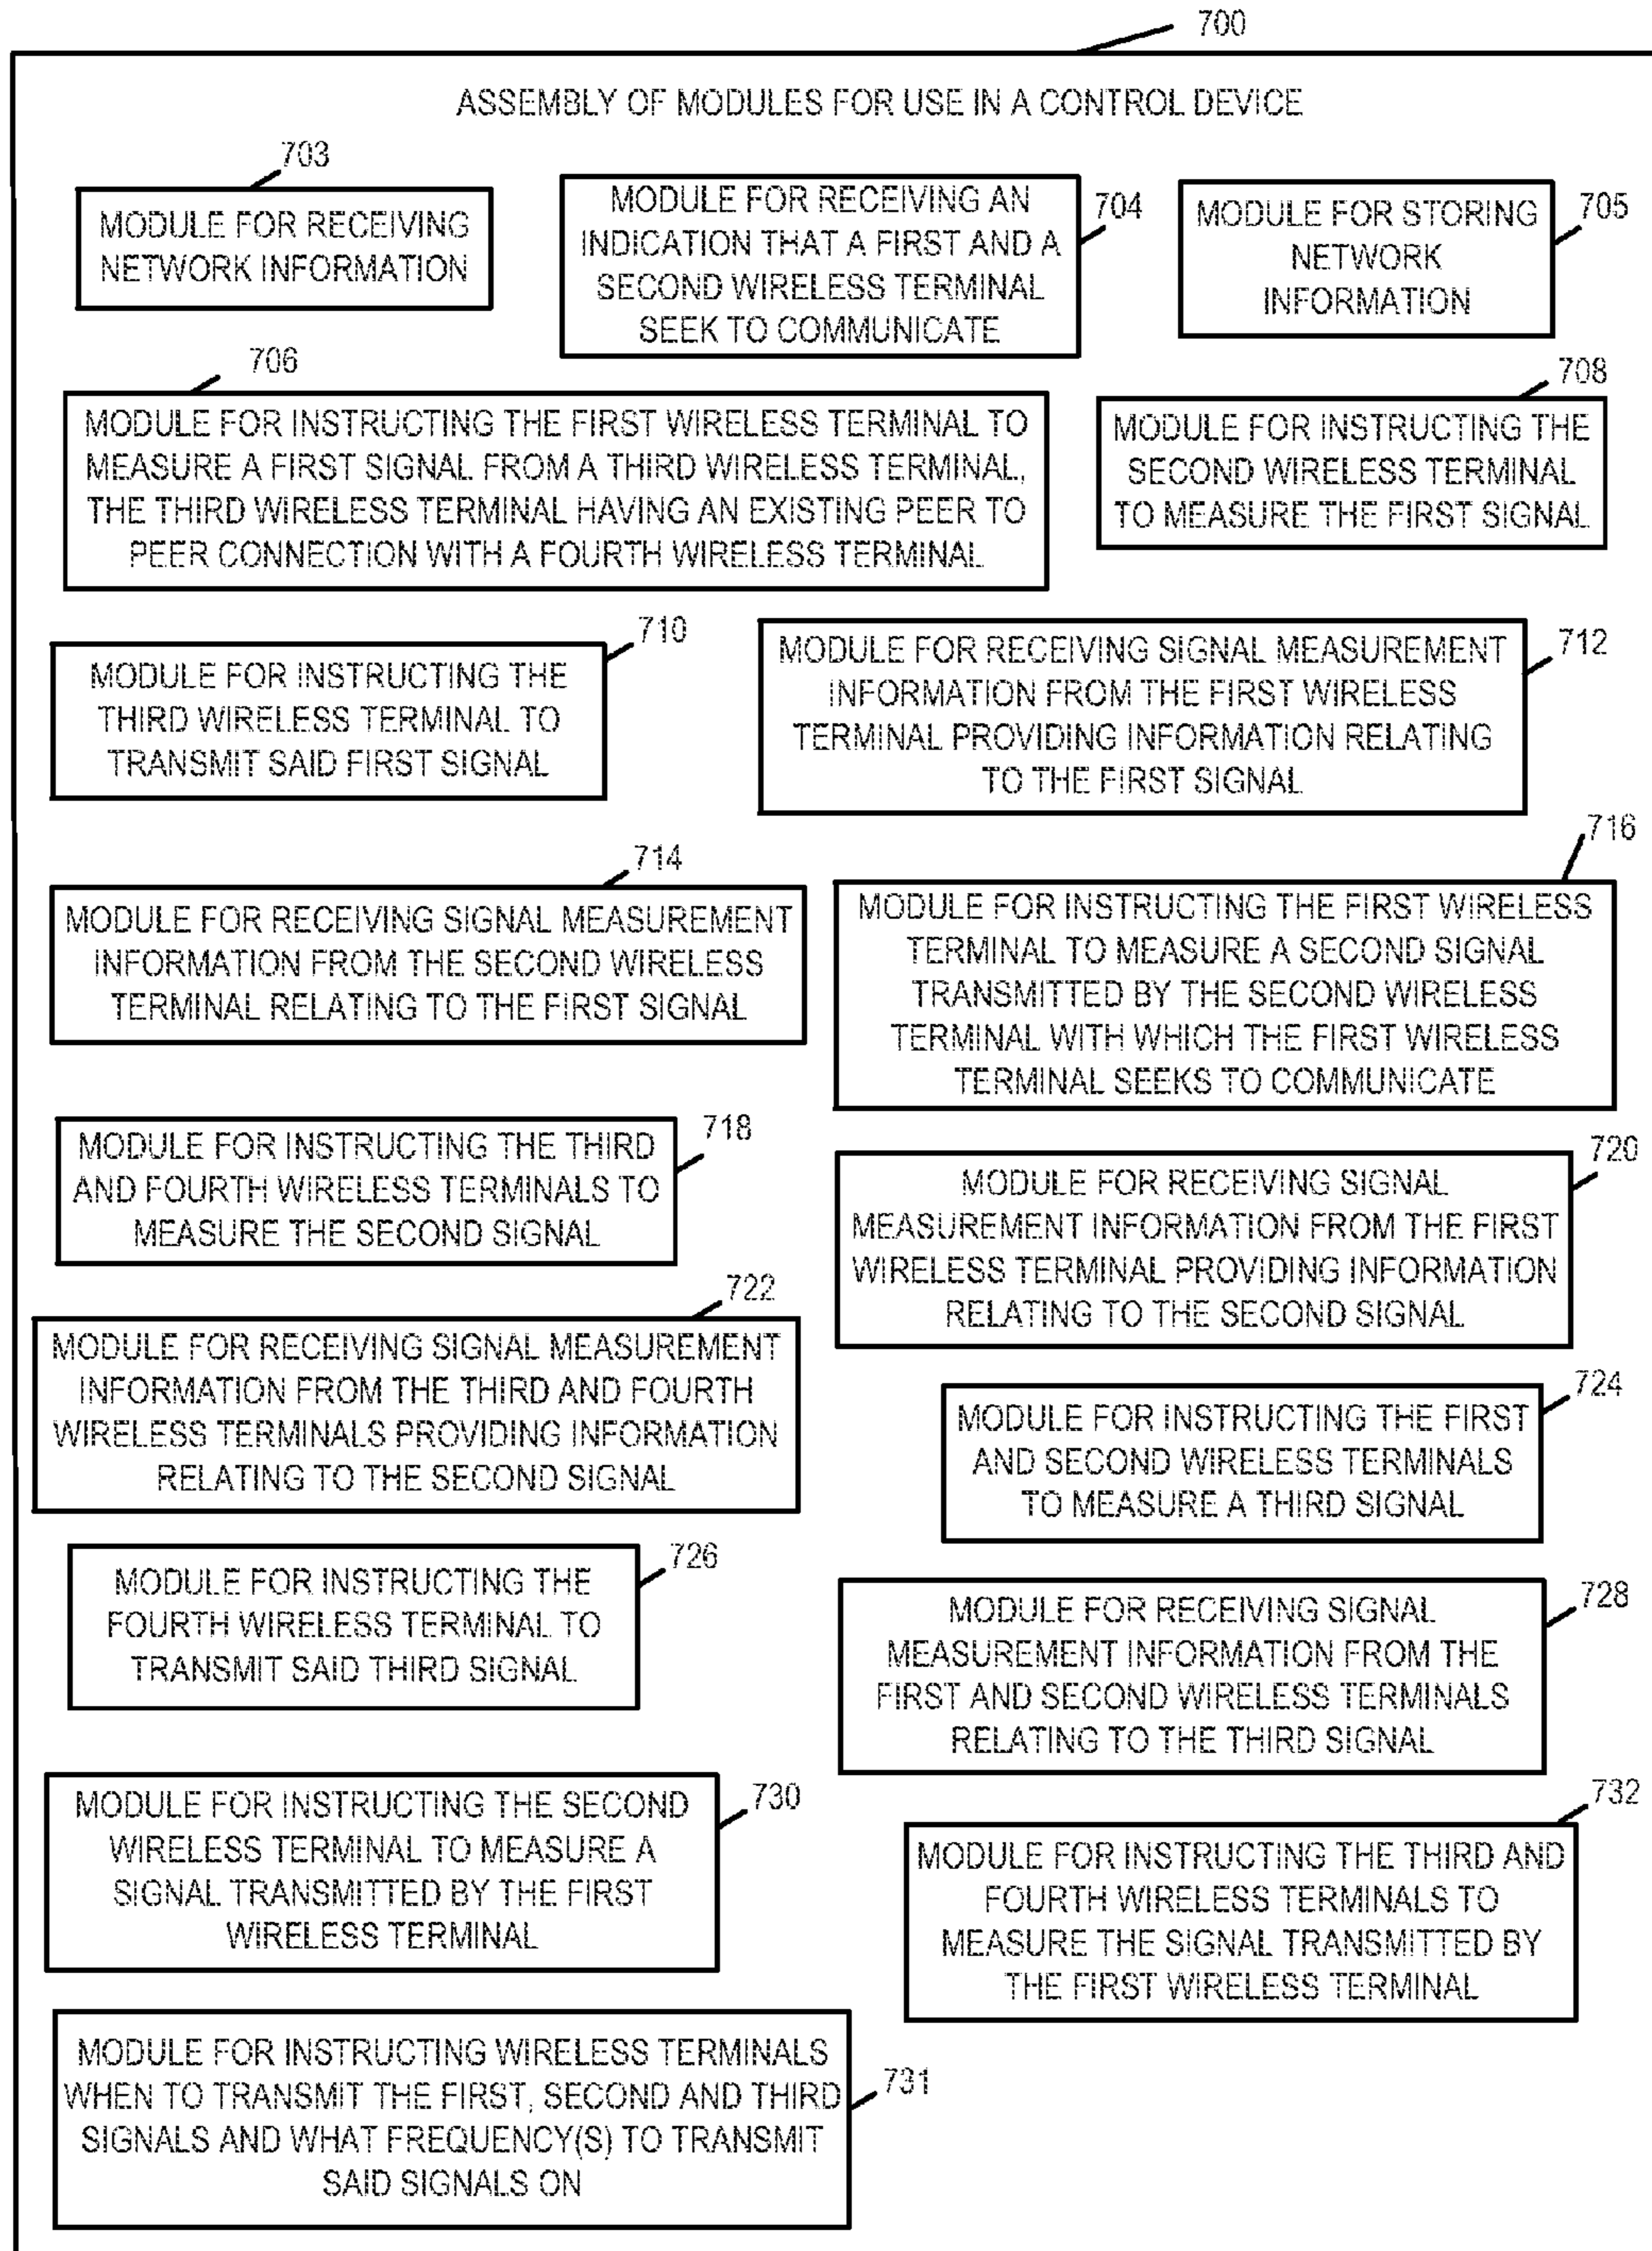 700
ASSEMBLY OF MODULES FOR USE IN A CONTROL DEVICE
703
MODULE FOR RECEIVING
NETWORK INFORMATION
704
MODULE FOR RECEIVING AN
INDICATION THAT A FIRST AND A
SECOND WIRELESS TERMINAL
SEEK TO COMMUNICATE
705
MODULE FOR STORING
NETWORK
INFORMATION
706
MODULE FOR INSTRUCTING THE FIRST WIRELESS TERMINAL TO
MEASURE A FIRST SIGNAL FROM A THIRD WIRELESS TERMINAL,
THE THIRD WIRELESS TERMINAL HAVING AN EXISTING PEER TO
PEER CONNECTION WITH A FOURTH WIRELESS TERMINAL
708
MODULE FOR INSTRUCTING THE
SECOND WIRELESS TERMINAL
TO MEASURE THE FIRST SIGNAL
710
MODULE FOR INSTRUCTING THE
THIRD WIRELESS TERMINAL TO
TRANSMIT SAID FIRST SIGNAL
712
MODULE FOR RECEIVING SIGNAL MEASUREMENT
INFORMATION FROM THE FIRST WIRELESS
TERMINAL PROVIDING INFORMATION RELATING
TO THE FIRST SIGNAL
714
MODULE FOR RECEIVING SIGNAL MEASUREMENT
INFORMATION FROM THE SECOND WIRELESS
TERMINAL RELATING TO THE FIRST SIGNAL
716
MODULE FOR INSTRUCTING THE FIRST WIRELESS
TERMINAL TO MEASURE A SECOND SIGNAL
TRANSMITTED BY THE SECOND WIRELESS
TERMINAL WITH WHICH THE FIRST WIRELESS
TERMINAL SEEKS TO COMMUNICATE
718
MODULE FOR INSTRUCTING THE THIRD
AND FOURTH WIRELESS TERMINALS TO
MEASURE THE SECOND SIGNAL
720
MODULE FOR RECEIVING SIGNAL
MEASUREMENT INFORMATION FROM THE FIRST
WIRELESS TERMINAL PROVIDING INFORMATION
RELATING TO THE SECOND SIGNAL
722
MODULE FOR RECEIVING SIGNAL MEASUREMENT
INFORMATION FROM THE THIRD AND FOURTH
WIRELESS TERMINALS PROVIDING INFORMATION
RELATING TO THE SECOND SIGNAL
724
MODULE FOR INSTRUCTING THE FIRST
AND SECOND WIRELESS TERMINALS
TO MEASURE A THIRD SIGNAL
726
MODULE FOR INSTRUCTING THE
FOURTH WIRELESS TERMINAL TO
TRANSMIT SAID THIRD SIGNAL
728
MODULE FOR RECEIVING SIGNAL
MEASUREMENT INFORMATION FROM THE
FIRST AND SECOND WIRELESS TERMINALS
RELATING TO THE THIRD SIGNAL
730
MODULE FOR INSTRUCTING THE SECOND
WIRELESS TERMINAL TO MEASURE A
SIGNAL TRANSMITTED BY THE FIRST
WIRELESS TERMINAL
732
MODULE FOR INSTRUCTING THE THIRD AND
FOURTH WIRELESS TERMINALS TO
MEASURE THE SIGNAL TRANSMITTED BY
THE FIRST WIRELESS TERMINAL
731
MODULE FOR INSTRUCTING WIRELESS TERMINALS
WHEN TO TRANSMIT THE FIRST, SECOND AND THIRD
SIGNALS AND WHAT FREQUENCY(S) TO TRANSMIT
SAID SIGNALS ON